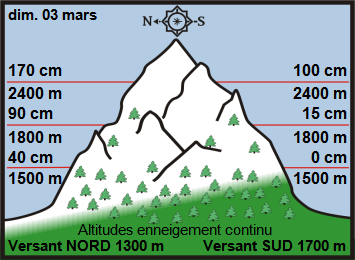 dim. 03 mars
N S
170 cm 100 cm
2400 m 2400 m
90 cm 15 cm
1800 m 1800 m
40 cm 0 cm
1500 m 1500 m
Altitudes enneigement continu
Versant NORD 1300 m Versant SUD 1700 m